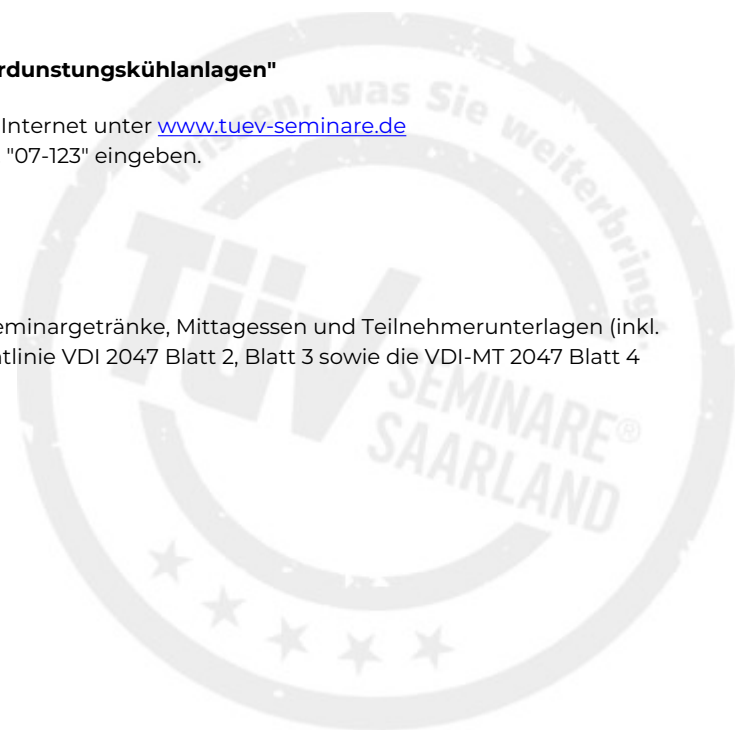 rdunstungskühlanlagen"
Wissen, was Sie weiterbringt.
Internet unter www.tuev-seminare.de
"07-123" eingeben.
TÜV
eminargetränke, Mittagessen und Teilnehmerunterlagen (inkl.
tlinie VDI 2047 Blatt 2, Blatt 3 sowie die VDI-MT 2047 Blatt 4
SEMINARE®
SAARLAND